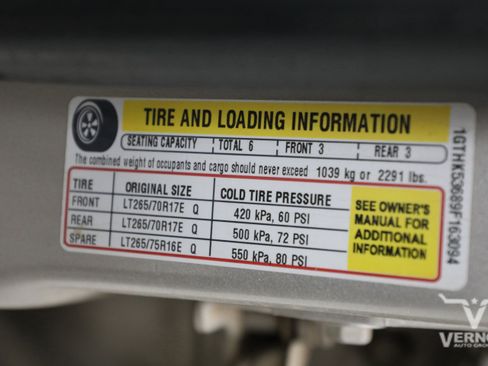 TIRE AND LOADING INFORMATION
SEATING CAPACITY TOTAL 6 FRONT 3 REAR 3
The combined weight of occupants and cargo should never exceed 1039 kg or 2291 lbs.
TIRE ORIGINAL SIZE COLD TIRE PRESSURE
FRONT LT265/70R17E Q 420 kPa, 60 PSI
REAR LT265/70R17E Q 500 kPa, 72 PSI
SPARE LT265/75R16E Q 550 kPa, 80 PSI
SEE OWNER'S
MANUAL FOR
ADDITIONAL
INFORMATION
1GTHK53689F163094
AUTO GROUP